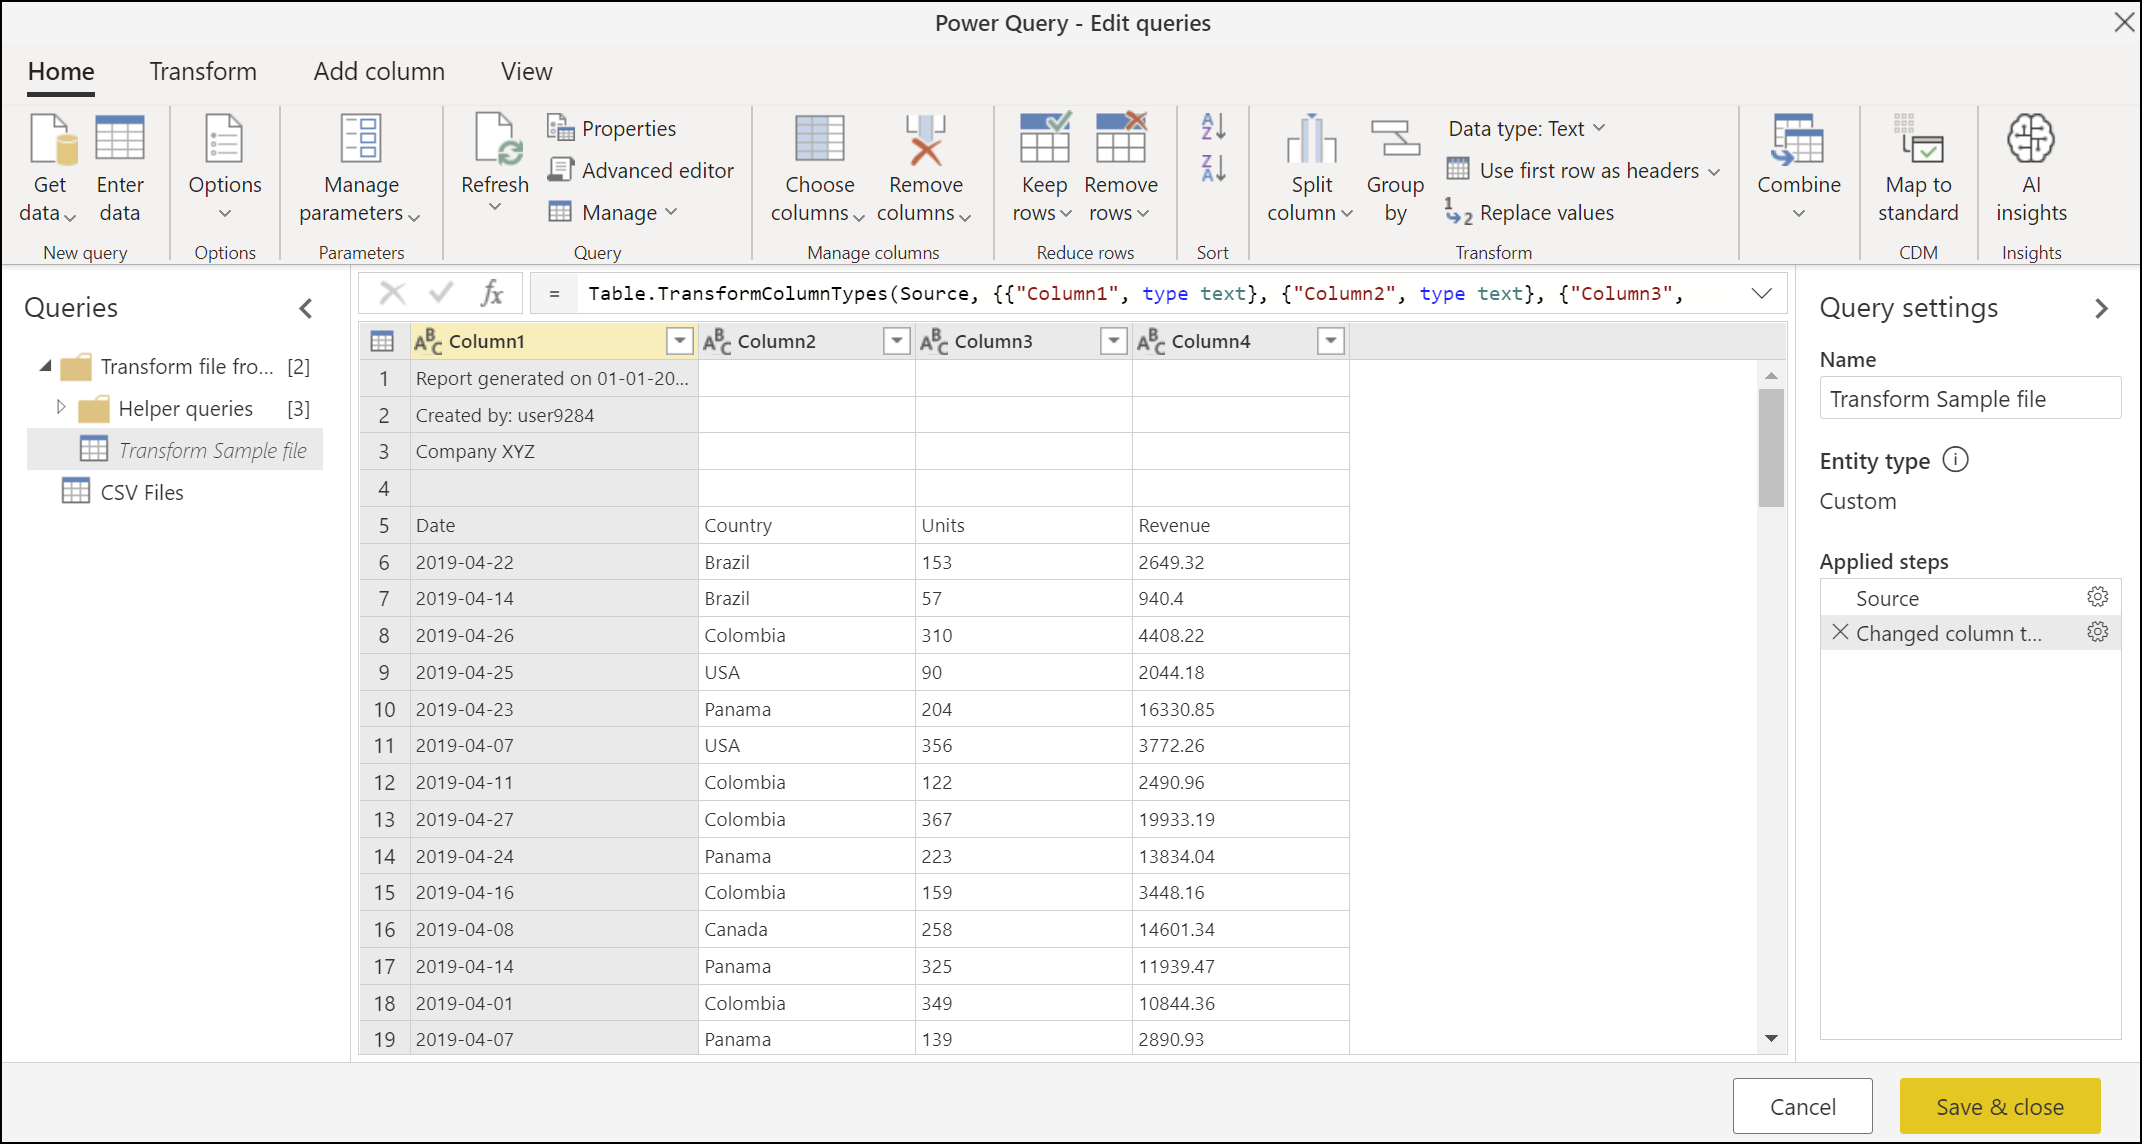 Power Query - Edit queries
Home Transform Add column View
Get data
Enter data
New query
Options
Options
Manage parameters
Parameters
Refresh
Properties
Advanced editor
Manage
Query
Choose columns
Remove columns
Manage columns
Keep rows
Remove rows
Reduce rows
A Z
Z A
Sort
Split column
Group by
Data type: Text
Use first row as headers
1 2 Replace values
Transform
Combine
Map to standard
CDM
AI insights
Insights
Queries
Transform file fro... [2]
Helper queries [3]
Transform Sample file
CSV Files
fx = Table.TransformColumnTypes(Source, {{"Column1", type text}, {"Column2", type text}, {"Column3",
ABC Column1 ABC Column2 ABC Column3 ABC Column4
1 Report generated on 01-01-20...
2 Created by: user9284
3 Company XYZ
4
5 Date Country Units Revenue
6 2019-04-22 Brazil 153 2649.32
7 2019-04-14 Brazil 57 940.4
8 2019-04-26 Colombia 310 4408.22
9 2019-04-25 USA 90 2044.18
10 2019-04-23 Panama 204 16330.85
11 2019-04-07 USA 356 3772.26
12 2019-04-11 Colombia 122 2490.96
13 2019-04-27 Colombia 367 19933.19
14 2019-04-24 Panama 223 13834.04
15 2019-04-16 Colombia 159 3448.16
16 2019-04-08 Canada 258 14601.34
17 2019-04-14 Panama 325 11939.47
18 2019-04-01 Colombia 349 10844.36
19 2019-04-07 Panama 139 2890.93
Query settings
Name
Transform Sample file
Entity type i
Custom
Applied steps
Source
Changed column t...
Cancel Save & close